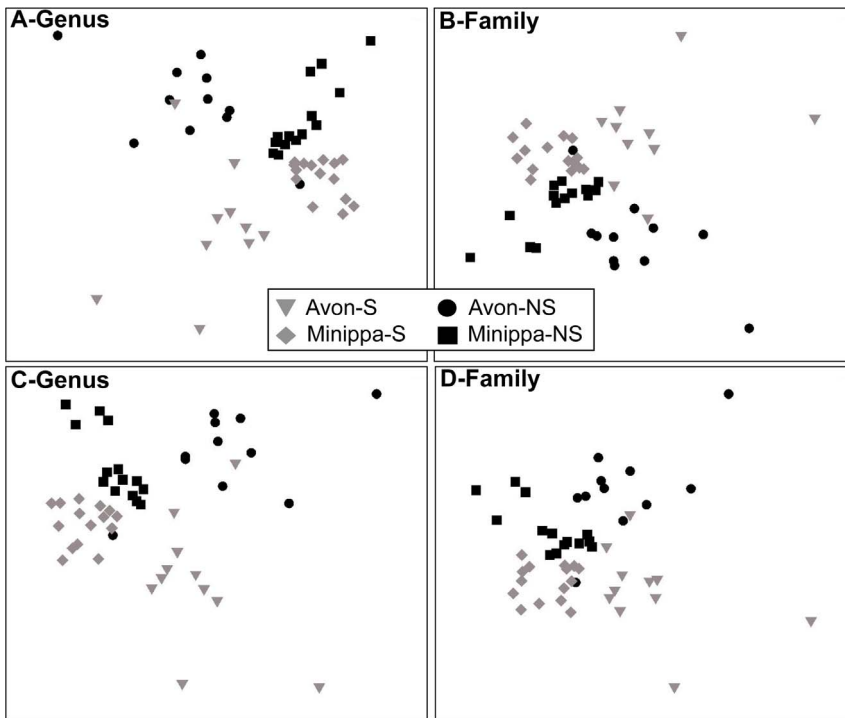 A-Genus
B-Family
Avon-S
Avon-NS
Minippa-S
Minippa-NS
C-Genus
D-Family